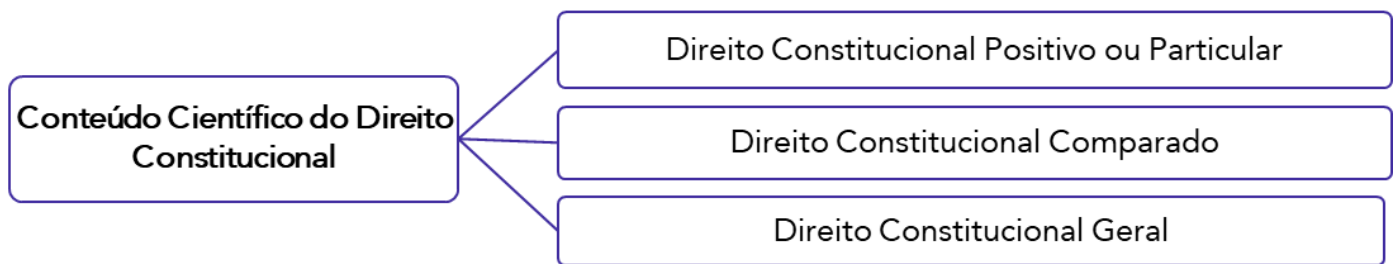 Conteúdo Científico do Direito
Constitucional
Direito Constitucional Positivo ou Particular
Direito Constitucional Comparado
Direito Constitucional Geral